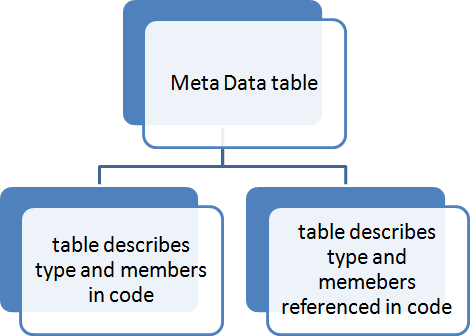 Meta Data table
table describes
type and members
in code
table describes
type and
memebers
referenced in code